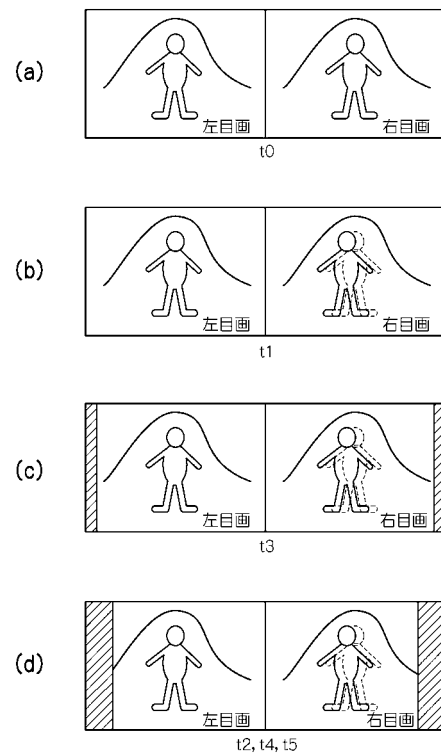 (a)
左目画 右目画
t0
(b)
左目画 右目画
t1
(c)
左目画 右目画
t3
(d)
左目画 右目画
t2, t4, t5